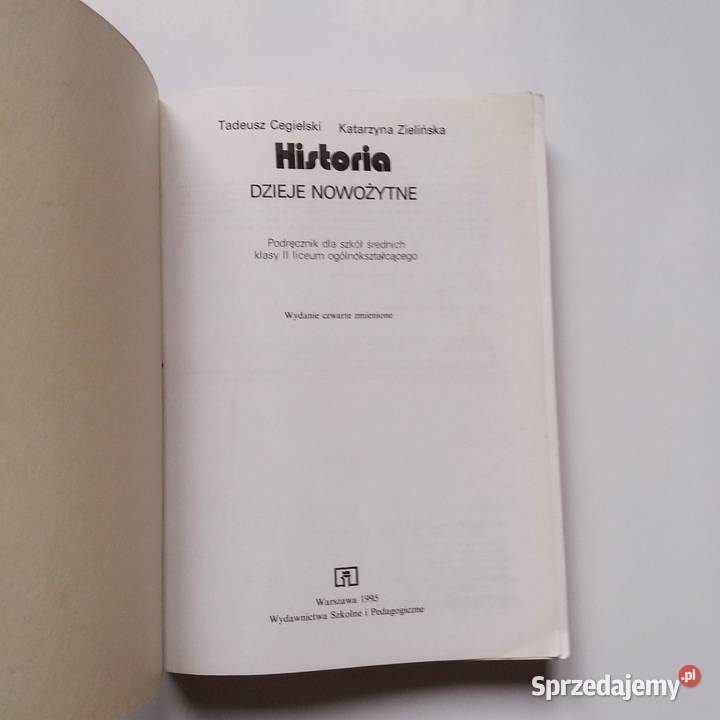 Tadeusz Cegielski Katarzyna Zielińska
Historia
DZIEJE NOWOŻYTNE
Podręcznik dla szkół średnich
klasy II liceum ogólnokształcącego
Wydanie czwarte zmienione
Warszawa 1995
Wydawnictwa Szkolne i Pedagogiczne
Sprzedajemy.pl